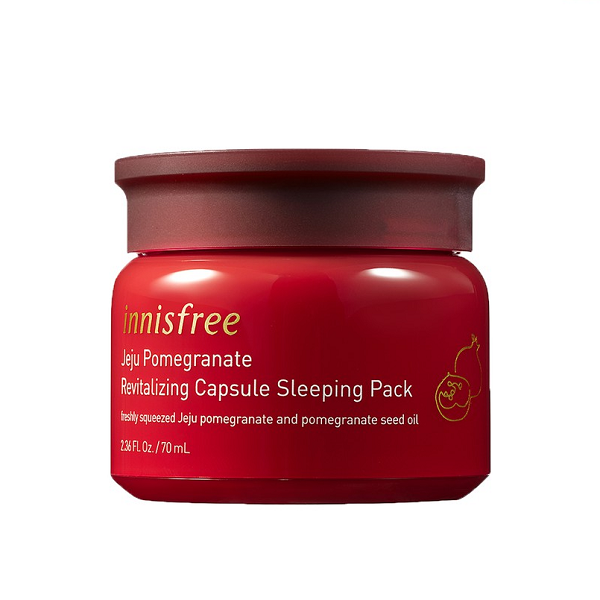 innisfree
Jeju Pomegranate
Revitalizing Capsule Sleeping Pack
freshly squeezed Jeju pomegranate and pomegranate seed oil
2.36 Fl. Oz. / 70 mL